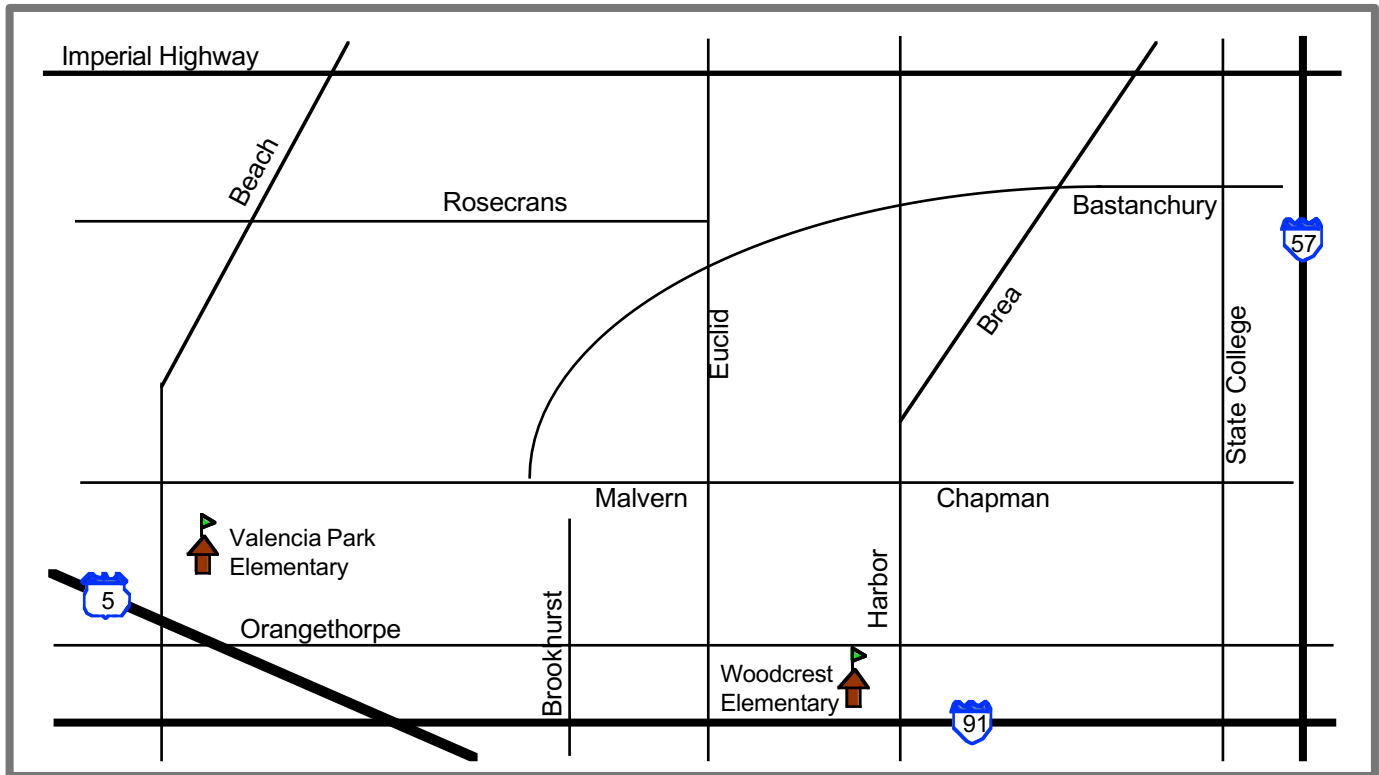 Imperial Highway
Beach
Rosecrans
Bastanchury
57
Brea
Euclid
State College
Malvern
Chapman
Valencia Park
Elementary
5
Harbor
Orangethorpe
Brookhurst
Woodcrest
Elementary
91